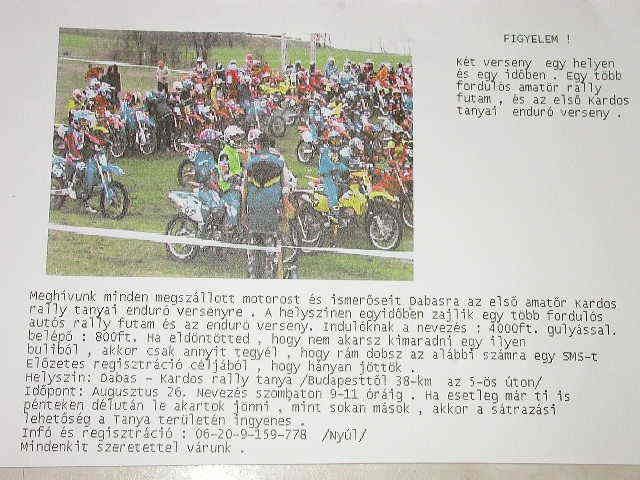 FIGYELEM !
Két verseny egy helyen
és egy időben . Egy több
fordulós amatőr rally
futam , és az első Kardos
tanyai enduró verseny .
Meghívunk minden megszállott motorost és ismerőseit Dabasra az első amatőr Kardos
rally tanyai enduró versenyre . A helyszinen egyidőben zajlik egy több fordulós
autós rally futam és az enduró verseny. Indulóknak a nevezés : 4000ft. gulyással.
belépő : 800ft. Ha eldöntötted , hogy nem akarsz kimaradni egy ilyen
buliból , akkor csak annyit tegyél , hogy rám dobsz az alábbi számra egy SMS-t
Előzetes regisztráció céljából , hogy hányan jöttök .
Helyszin: Dabas - Kardos rally tanya /Budapesttől 38-km az 5-ös úton/
Időpont: Augusztus 26. Nevezés szombaton 9-11 óráig . Ha esetleg már ti is
pénteken délután le akartok jönni , mint sokan mások , akkor a sátrazási
lehetőség a Tanya területén ingyenes .
Infó és regisztráció : 06-20-9-159-778 /Nyúl/
Mindenkit szeretettel várunk .